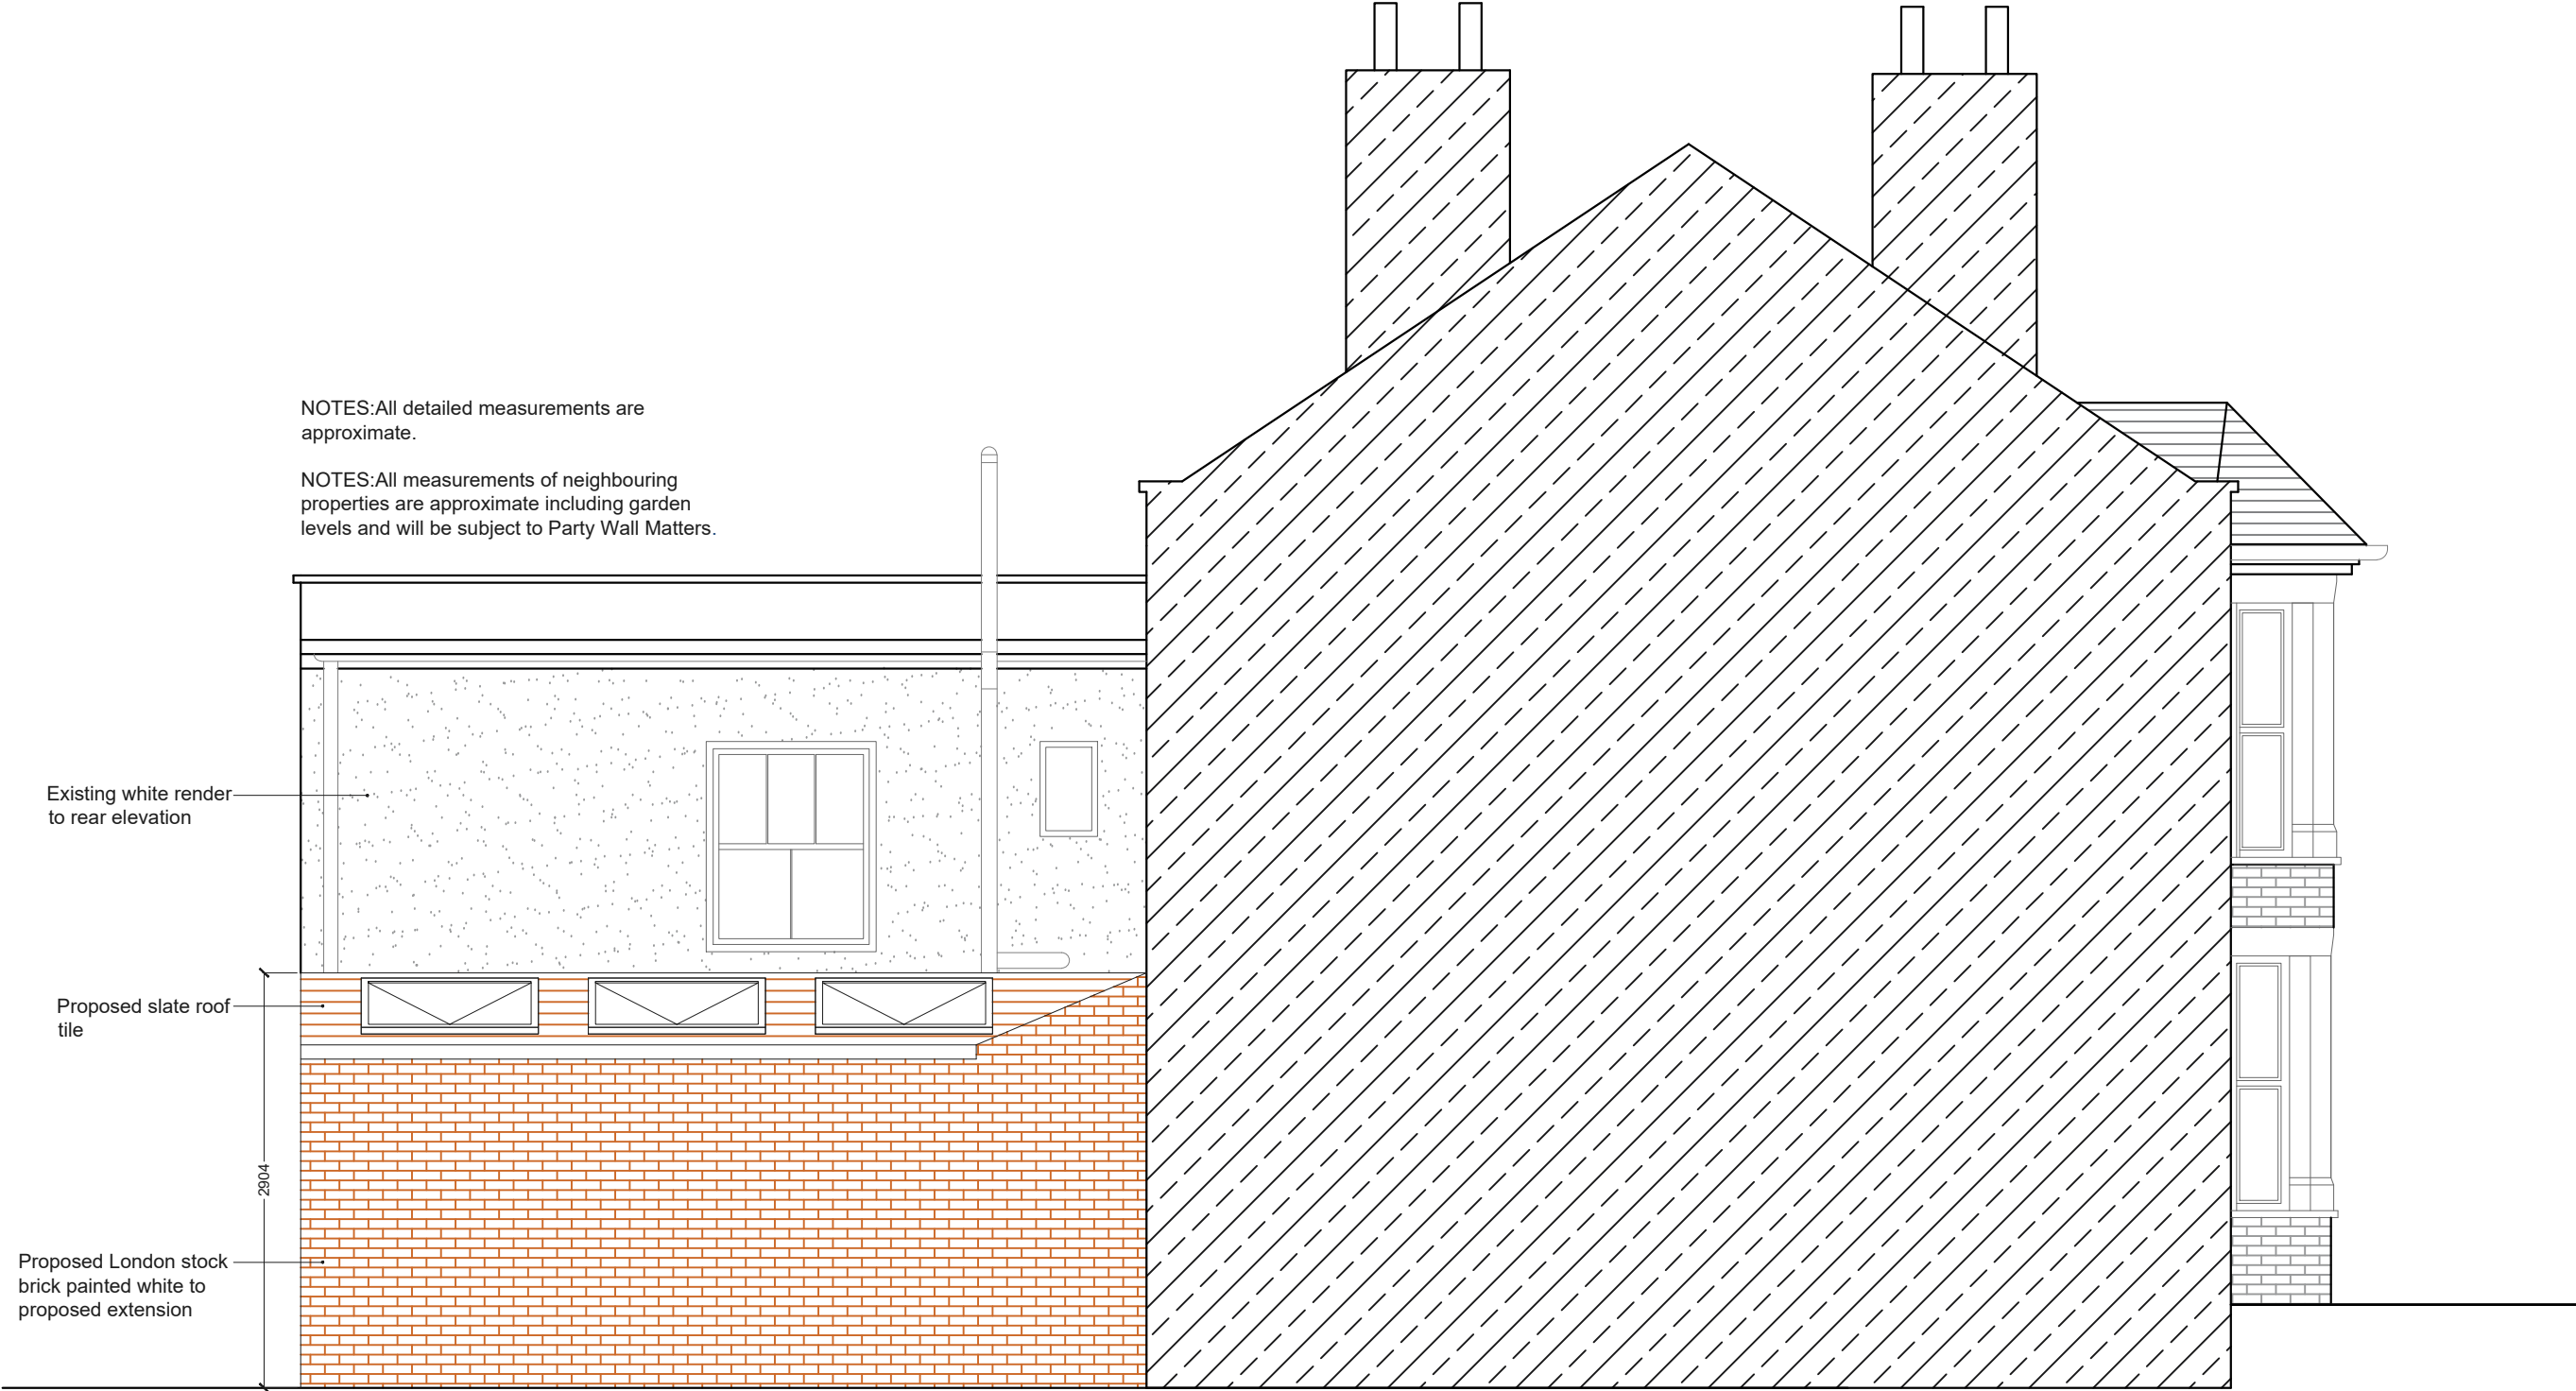 NOTES:All detailed measurements are
approximate.
NOTES:All measurements of neighbouring
properties are approximate including garden
levels and will be subject to Party Wall Matters.
Existing white render
to rear elevation
Proposed slate roof
tile
2904
Proposed London stock
brick painted white to
proposed extension